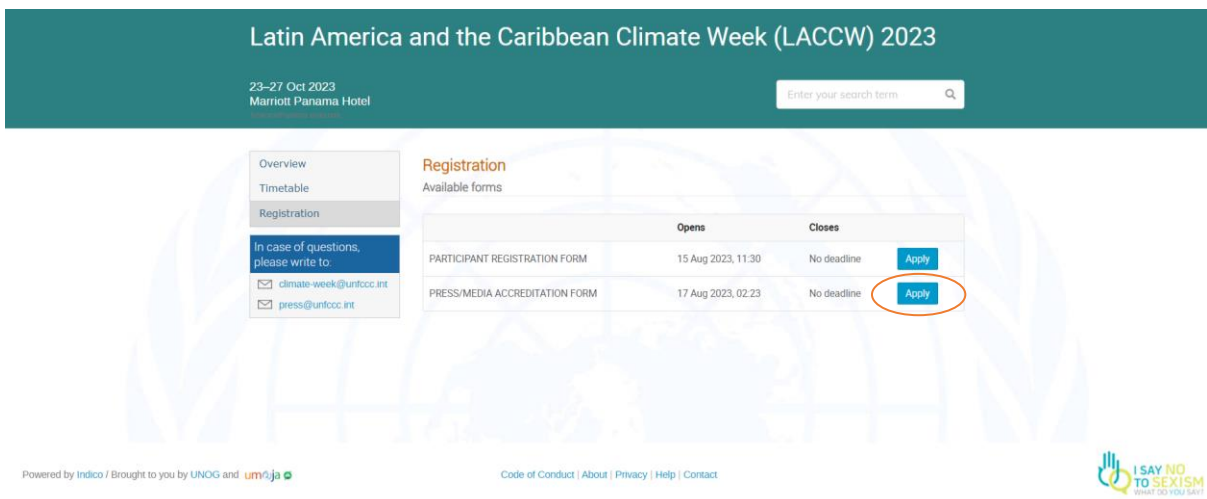 Latin America and the Caribbean Climate Week (LACCW) 2023
23–27 Oct 2023
Marriott Panama Hotel
Enter your search term
Overview
Timetable
Registration
In case of questions,
please write to:
climate-week@unfccc.int
press@unfccc.int
Registration
Available forms
Opens Closes
PARTICIPANT REGISTRATION FORM 15 Aug 2023, 11:30 No deadline Apply
PRESS/MEDIA ACCREDITATION FORM 17 Aug 2023, 02:23 No deadline Apply
Powered by Indico / Brought to you by UNOG and umoja
Code of Conduct | About | Privacy | Help | Contact
I SAY NO
TO SEXISM
WHAT DO YOU SAY?